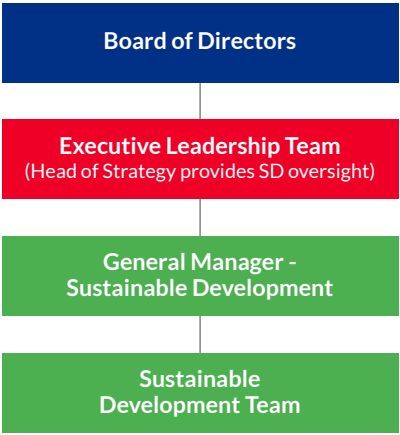 Board of Directors
Executive Leadership Team
(Head of Strategy provides SD oversight)
General Manager -
Sustainable Development
Sustainable
Development Team